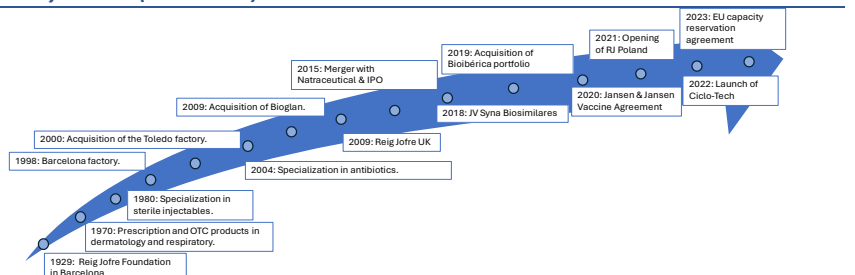 2023: EU capacity
reservation
agreement
2021: Opening
of RJ Poland
2019: Acquisition of
Bioibérica portfolio
2015: Merger with
Natraceutical & IPO
2022: Launch of
Ciclo-Tech
2020: Jansen & Jansen
Vaccine Agreement
2009: Acquisition of Bioglan.
2018: JV Syna Biosimilares
2000: Acquisition of the Toledo factory.
2009: Reig Jofre UK
1998: Barcelona factory.
2004: Specialization in antibiotics.
1980: Specialization in
sterile injectables.
1970: Prescription and OTC products in
dermatology and respiratory.
1929: Reig Jofre Foundation
in Barcelona